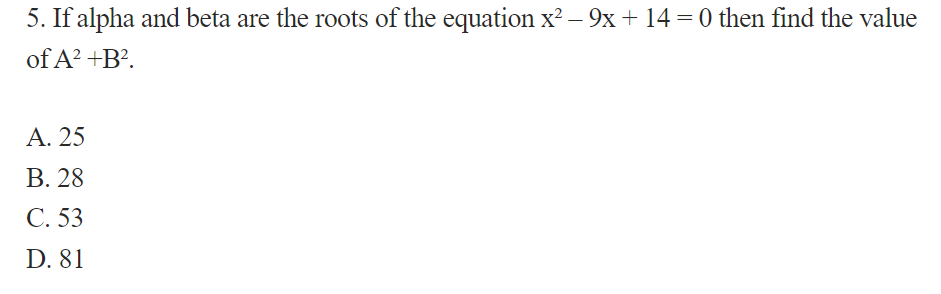 5. If alpha and beta are the roots of the equation x² – 9x + 14 = 0 then find the value
of A² +B².
A. 25
B. 28
C. 53
D. 81